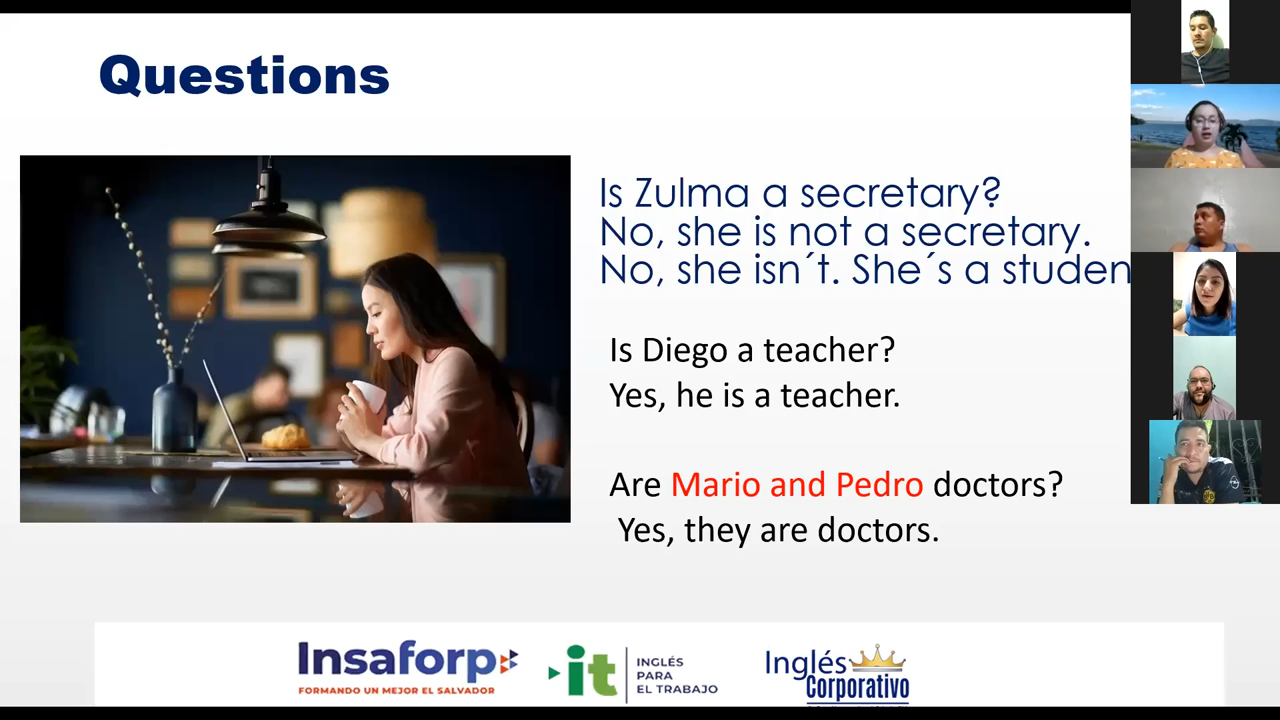 Questions
Is Zulma a secretary?
No, she is not a secretary.
No, she isn´t. She´s a studen
Is Diego a teacher?
Yes, he is a teacher.
Are Mario and Pedro doctors?
Yes, they are doctors.
Insaforp
FORMANDO UN MEJOR EL SALVADOR
it
INGLÉS
PARA
EL TRABAJO
Inglés
Corporativo